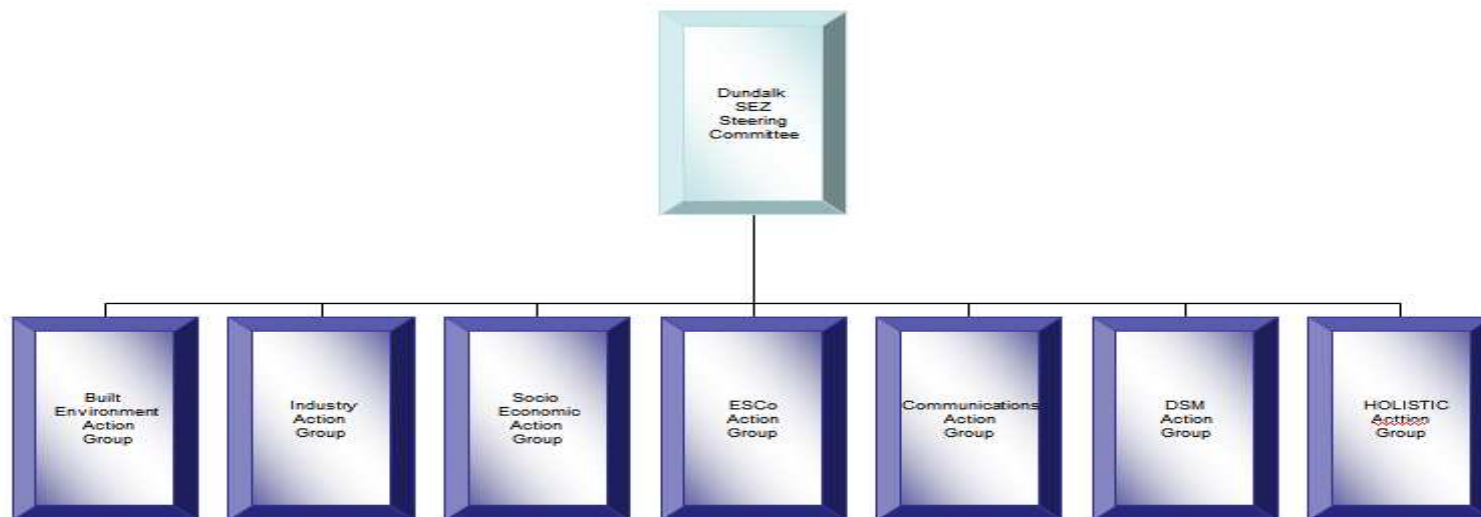 Dundalk
SEZ
Steering
Committee
Built
Environment
Action
Group
Industry
Action
Group
Socio
Economic
Action
Group
ESCo
Action
Group
Communications
Action
Group
DSM
Action
Group
HOLISTIC
Acttion
Group